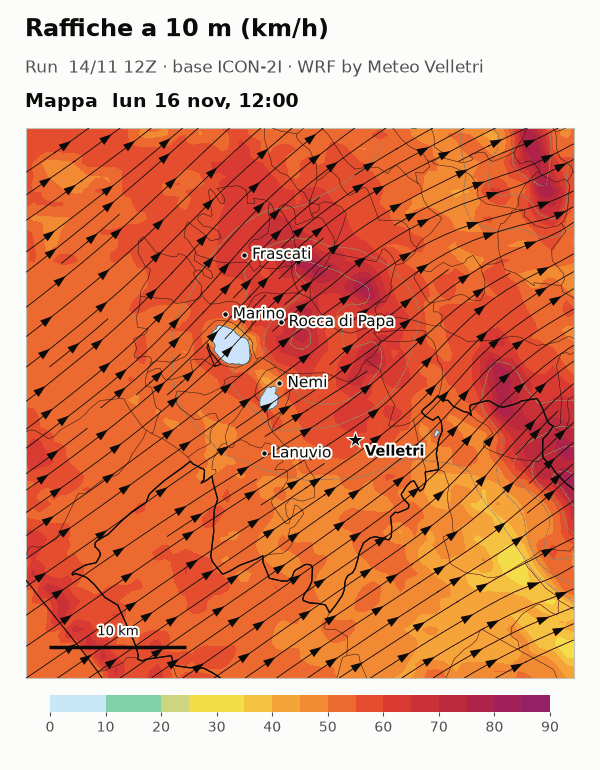 Raffiche a 10 m (km/h)
Run  14/11 12Z · base ICON-2I · WRF by Meteo Velletri
Mappa  lun 16 nov, 12:00
Frascati
Marino
Rocca di Papa
Nemi
Lanuvio
Velletri
10 km
0 10 20 30 40 50 60 70 80 90